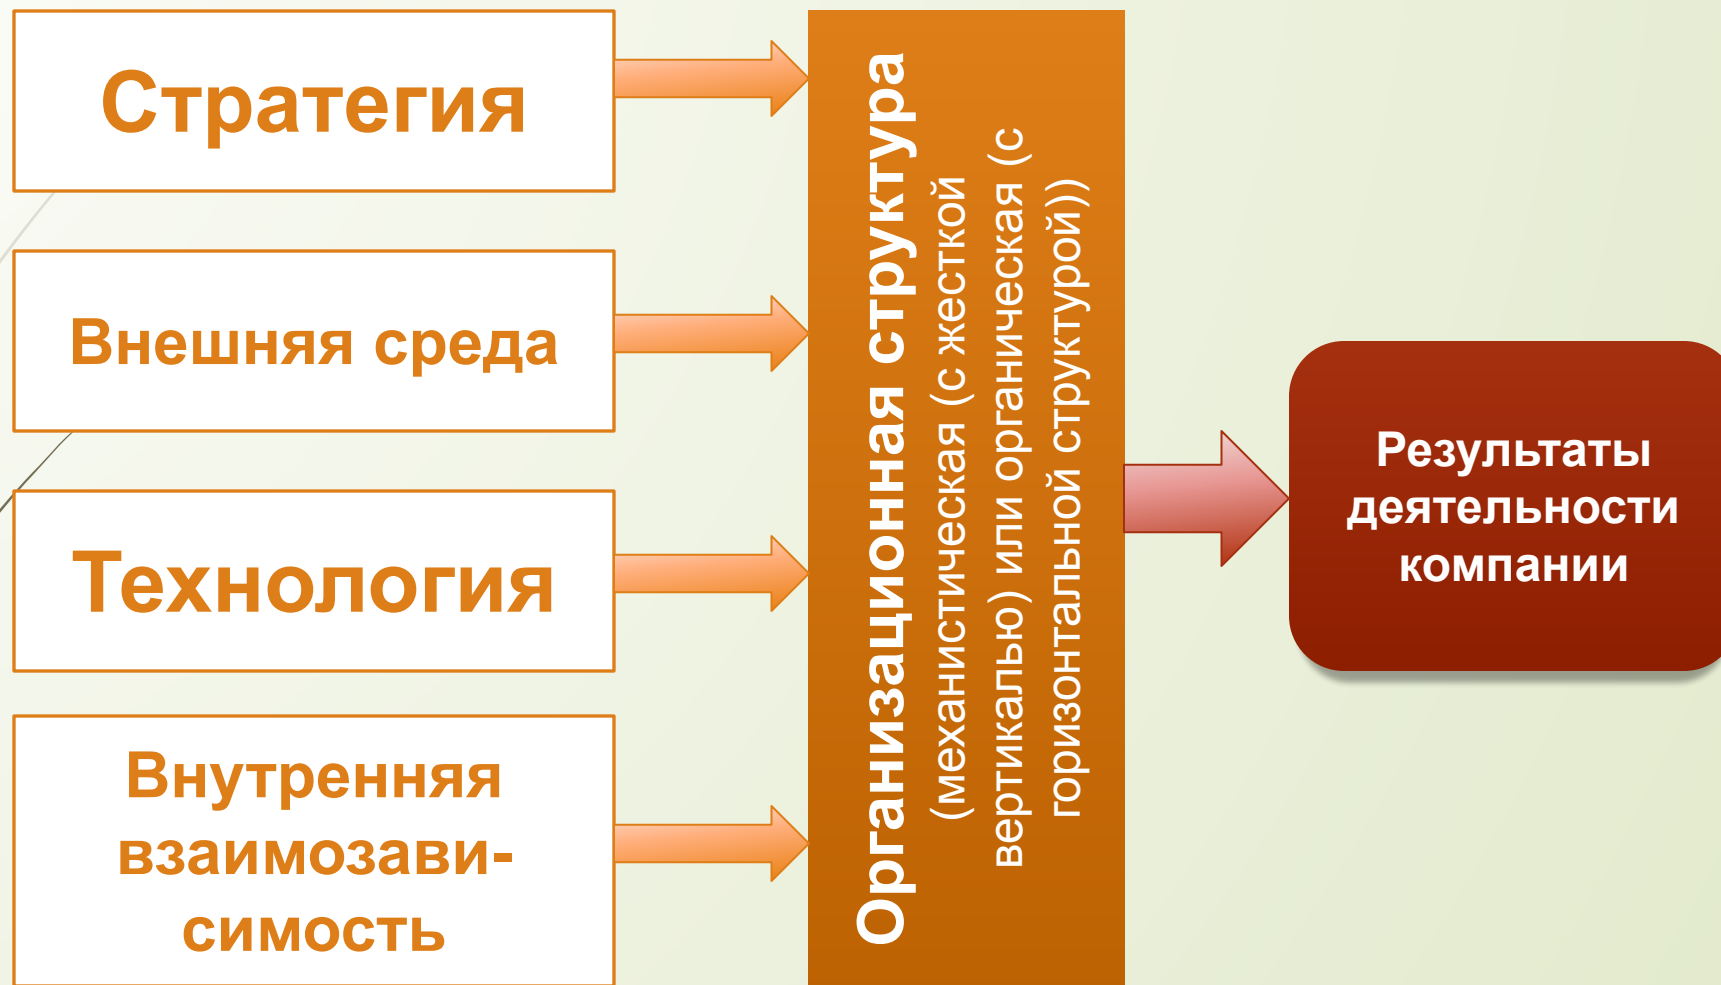 Стратегия
Внешняя среда
Технология
Внутренняя
взаимозави-
симость
Организационная структура
(механистическая (с жесткой
вертикалью) или органическая (с
горизонтальной структурой))
Результаты
деятельности
компании